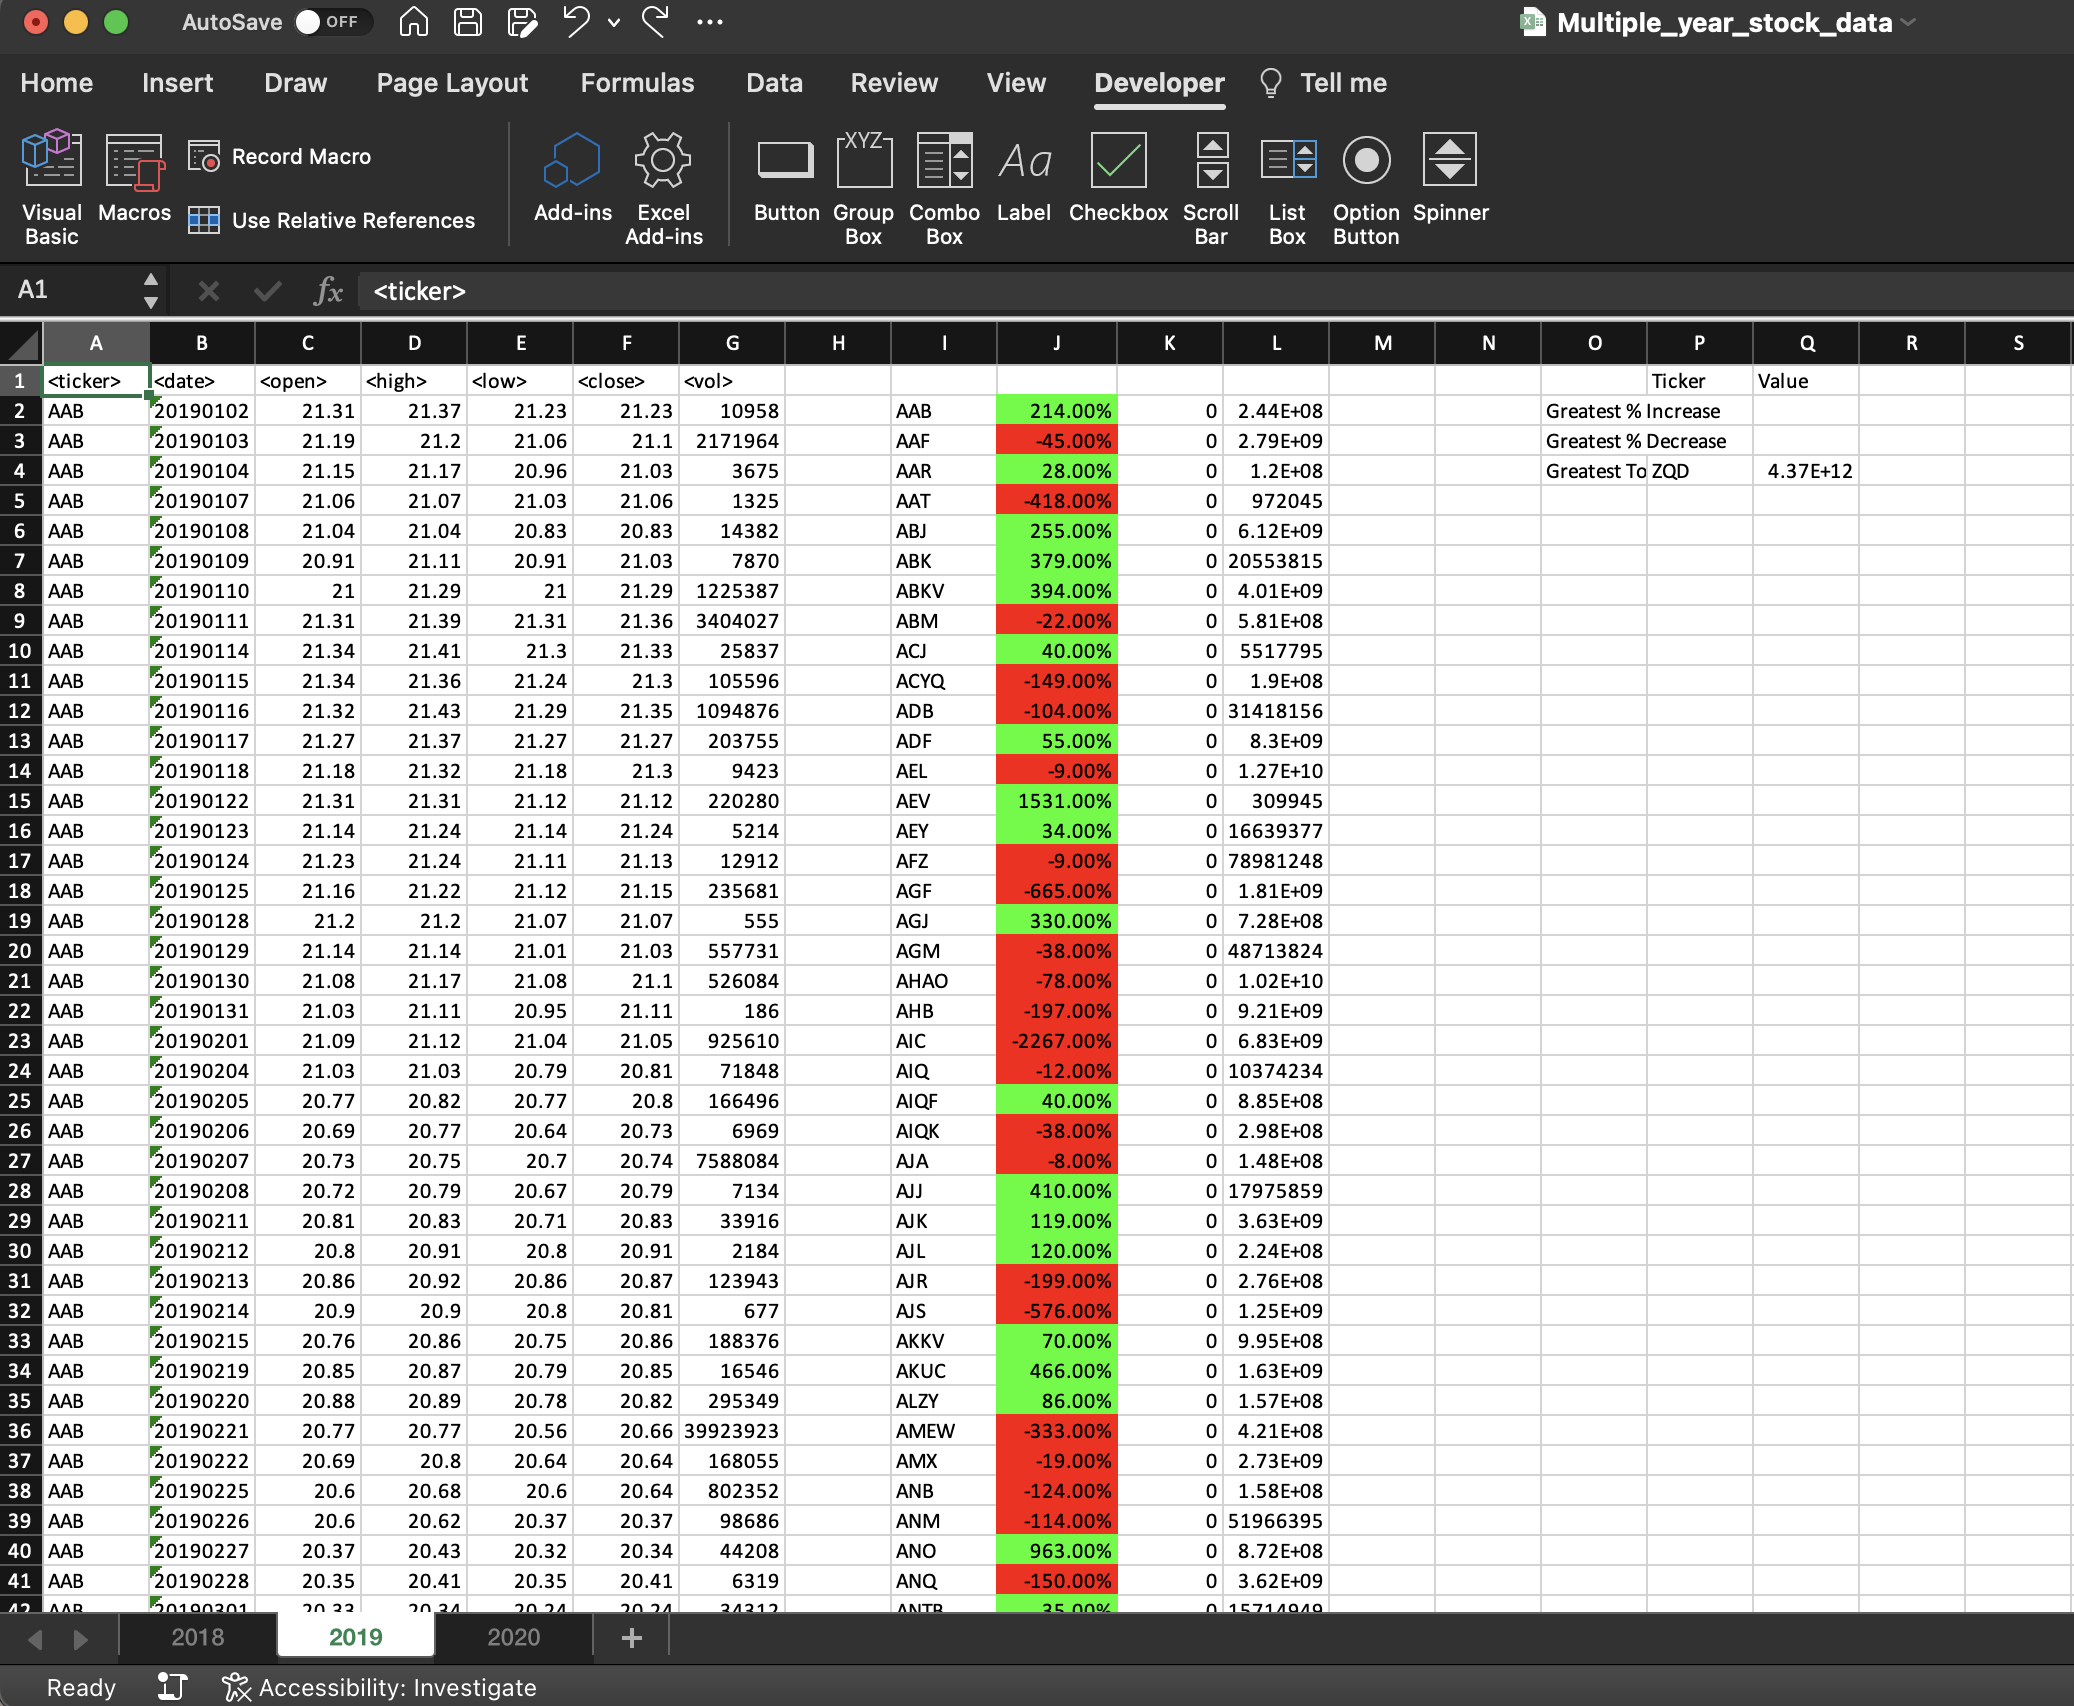 AutoSave OFF Multiple_year_stock_data
Home Insert Draw Page Layout Formulas Data Review View Developer Tell me
Visual Basic Macros Record Macro Use Relative References Add-ins Excel Add-ins Button XYZ Group Box Combo Box Aa Label Checkbox Scroll Bar List Box Option Button Spinner
A1 fx <ticker>
A B C D E F G H I J K L M N O P Q R S
1 <ticker> <date> <open> <high> <low> <close> <vol> Ticker Value
2 AAB 20190102 21.31 21.37 21.23 21.23 10958 AAB 214.00% 0 2.44E+08 Greatest % Increase
3 AAB 20190103 21.19 21.2 21.06 21.1 2171964 AAF -45.00% 0 2.79E+09 Greatest % Decrease
4 AAB 20190104 21.15 21.17 20.96 21.03 3675 AAR 28.00% 0 1.2E+08 Greatest To ZQD 4.37E+12
5 AAB 20190107 21.06 21.07 21.03 21.06 1325 AAT -418.00% 0 972045
6 AAB 20190108 21.04 21.04 20.83 20.83 14382 ABJ 255.00% 0 6.12E+09
7 AAB 20190109 20.91 21.11 20.91 21.03 7870 ABK 379.00% 0 20553815
8 AAB 20190110 21 21.29 21 21.29 1225387 ABKV 394.00% 0 4.01E+09
9 AAB 20190111 21.31 21.39 21.31 21.36 3404027 ABM -22.00% 0 5.81E+08
10 AAB 20190114 21.34 21.41 21.3 21.33 25837 ACJ 40.00% 0 5517795
11 AAB 20190115 21.34 21.36 21.24 21.3 105596 ACYQ -149.00% 0 1.9E+08
12 AAB 20190116 21.32 21.43 21.29 21.35 1094876 ADB -104.00% 0 31418156
13 AAB 20190117 21.27 21.37 21.27 21.27 203755 ADF 55.00% 0 8.3E+09
14 AAB 20190118 21.18 21.32 21.18 21.3 9423 AEL -9.00% 0 1.27E+10
15 AAB 20190122 21.31 21.31 21.12 21.12 220280 AEV 1531.00% 0 309945
16 AAB 20190123 21.14 21.24 21.14 21.24 5214 AEY 34.00% 0 16639377
17 AAB 20190124 21.23 21.24 21.11 21.13 12912 AFZ -9.00% 0 78981248
18 AAB 20190125 21.16 21.22 21.12 21.15 235681 AGF -665.00% 0 1.81E+09
19 AAB 20190128 21.2 21.2 21.07 21.07 555 AGJ 330.00% 0 7.28E+08
20 AAB 20190129 21.14 21.14 21.01 21.03 557731 AGM -38.00% 0 48713824
21 AAB 20190130 21.08 21.17 21.08 21.1 526084 AHAO -78.00% 0 1.02E+10
22 AAB 20190131 21.03 21.11 20.95 21.11 186 AHB -197.00% 0 9.21E+09
23 AAB 20190201 21.09 21.12 21.04 21.05 925610 AIC -2267.00% 0 6.83E+09
24 AAB 20190204 21.03 21.03 20.79 20.81 71848 AIQ -12.00% 0 10374234
25 AAB 20190205 20.77 20.82 20.77 20.8 166496 AIQF 40.00% 0 8.85E+08
26 AAB 20190206 20.69 20.77 20.64 20.73 6969 AIQK -38.00% 0 2.98E+08
27 AAB 20190207 20.73 20.75 20.7 20.74 7588084 AJA -8.00% 0 1.48E+08
28 AAB 20190208 20.72 20.79 20.67 20.79 7134 AJJ 410.00% 0 17975859
29 AAB 20190211 20.81 20.83 20.71 20.83 33916 AJK 119.00% 0 3.63E+09
30 AAB 20190212 20.8 20.91 20.8 20.91 2184 AJL 120.00% 0 2.24E+08
31 AAB 20190213 20.86 20.92 20.86 20.87 123943 AJR -199.00% 0 2.76E+08
32 AAB 20190214 20.9 20.9 20.8 20.81 677 AJS -576.00% 0 1.25E+09
33 AAB 20190215 20.76 20.86 20.75 20.86 188376 AKKV 70.00% 0 9.95E+08
34 AAB 20190219 20.85 20.87 20.79 20.85 16546 AKUC 466.00% 0 1.63E+09
35 AAB 20190220 20.88 20.89 20.78 20.82 295349 ALZY 86.00% 0 1.57E+08
36 AAB 20190221 20.77 20.77 20.56 20.66 39923923 AMEW -333.00% 0 4.21E+08
37 AAB 20190222 20.69 20.8 20.64 20.64 168055 AMX -19.00% 0 2.73E+09
38 AAB 20190225 20.6 20.68 20.6 20.64 802352 ANB -124.00% 0 1.58E+08
39 AAB 20190226 20.6 20.62 20.37 20.37 98686 ANM -114.00% 0 51966395
40 AAB 20190227 20.37 20.43 20.32 20.34 44208 ANO 963.00% 0 8.72E+08
41 AAB 20190228 20.35 20.41 20.35 20.41 6319 ANQ -150.00% 0 3.62E+09
42 AAB 20190301 20.33 20.34 20.24 20.24 34312 ANTB 35.00% 0 15714949
2018 2019 2020 +
Ready Accessibility: Investigate